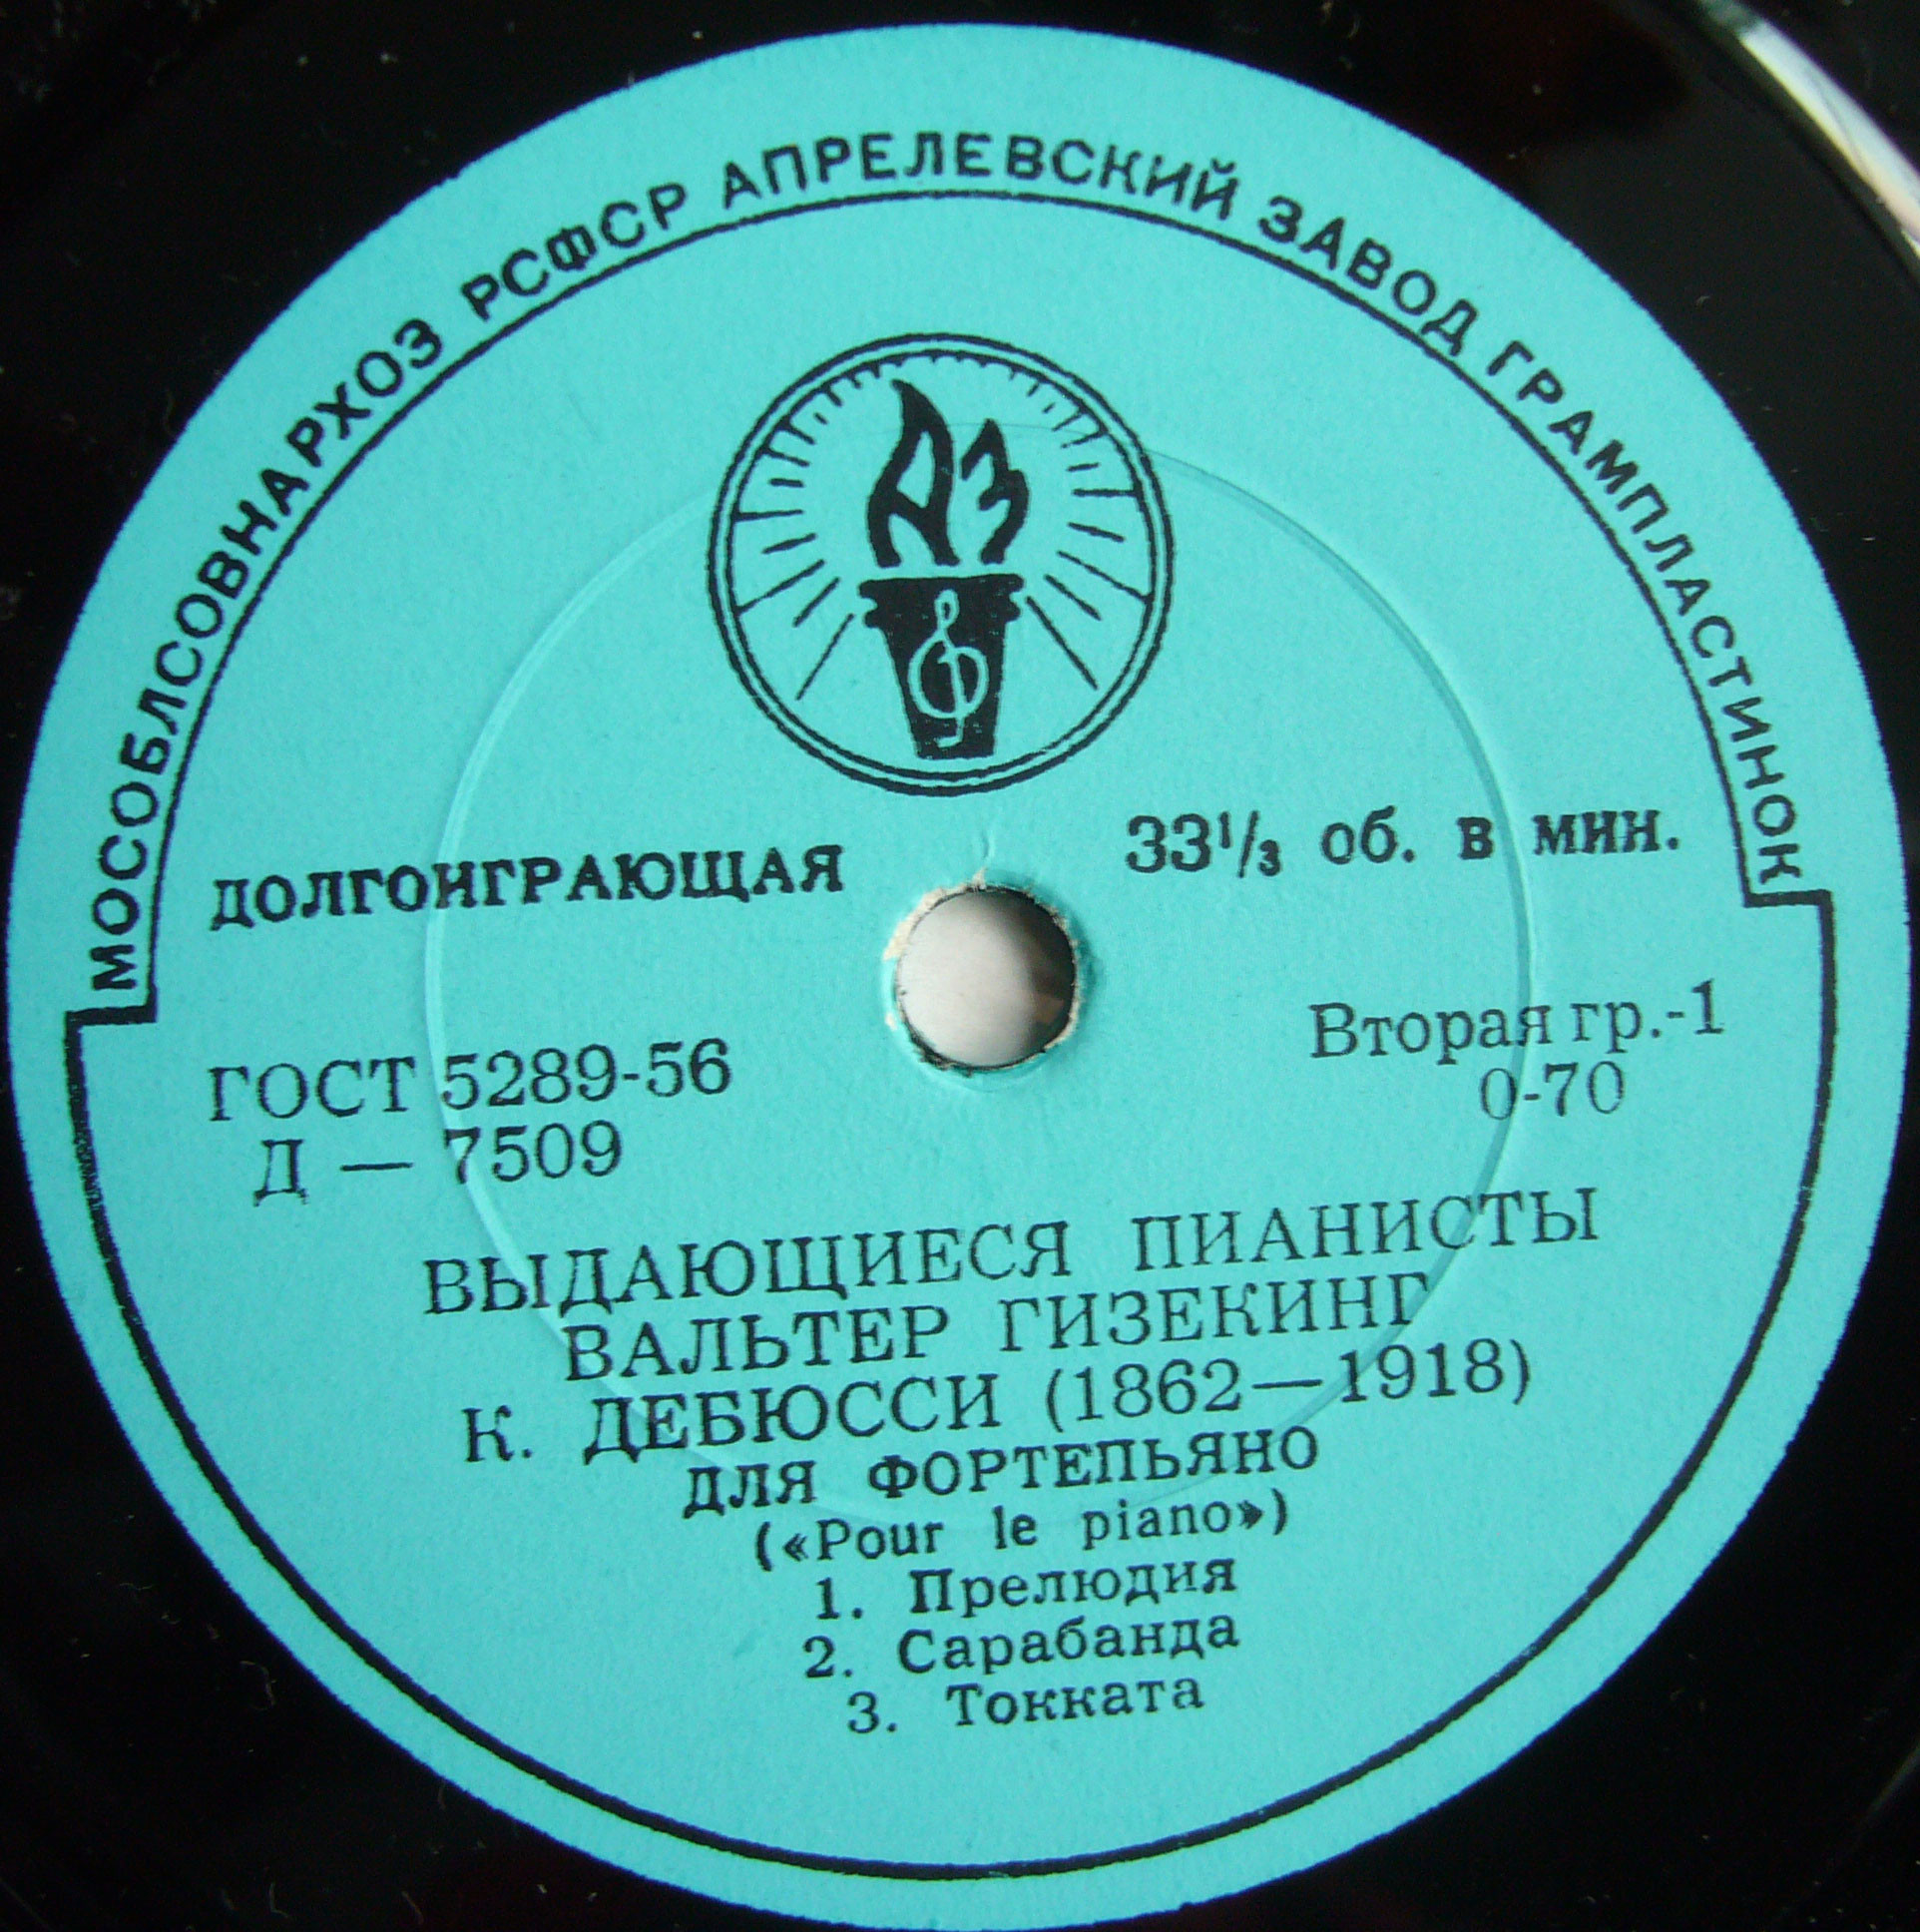 МОСОБЛСОВНАРХОЗ РСФСР АПРЕЛЕВСКИЙ ЗАВОД ГРАМПЛАСТИНОК
АЗ
ДОЛГОИГРАЮЩАЯ
33⅓ об. в мин.
ГОСТ 5289-56
Д — 7509
Вторая гр.-1
0-70
ВЫДАЮЩИЕСЯ ПИАНИСТЫ
ВАЛЬТЕР ГИЗЕКИНГ
К. ДЕБЮССИ (1862—1918)
ДЛЯ ФОРТЕПЬЯНО
(«Pour le piano»)
1. Прелюдия
2. Сарабанда
3. Токката